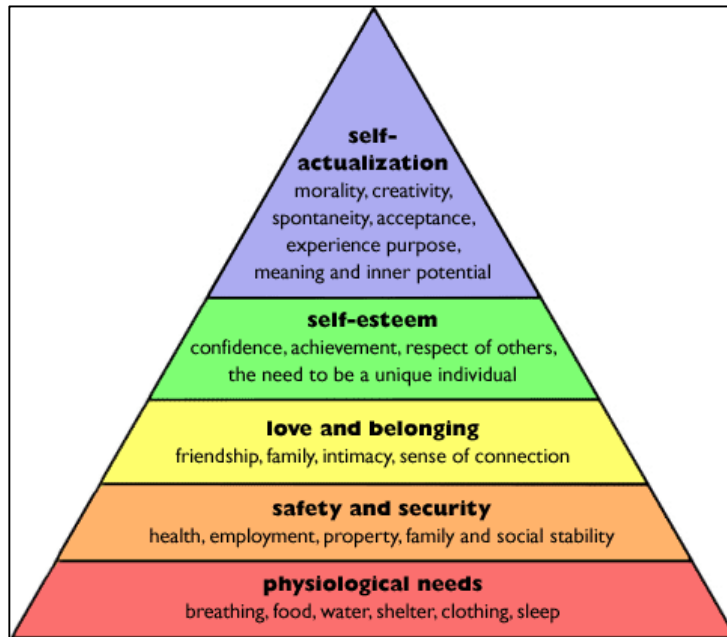 self-
actualization
morality, creativity,
spontaneity, acceptance,
experience purpose,
meaning and inner potential
self-esteem
confidence, achievement, respect of others,
the need to be a unique individual
love and belonging
friendship, family, intimacy, sense of connection
safety and security
health, employment, property, family and social stability
physiological needs
breathing, food, water, shelter, clothing, sleep